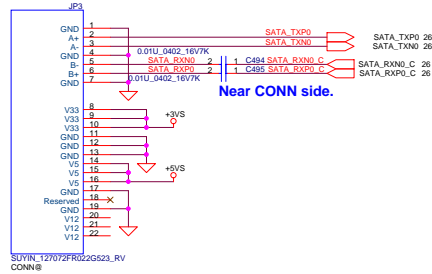 JP3
GND 1
A+ 2 SATA_TXP0 SATA_TXP0 26
A- 3 SATA_TXN0 SATA_TXN0 26
GND 4 0.01U_0402_16V7K
B- 5 SATA_RXN0 2 1 C494 SATA_RXN0_C SATA_RXN0_C 26
B+ 6 SATA_RXP0 2 1 C495 SATA_RXP0_C SATA_RXP0_C 26
GND 7 0.01U_0402_16V7K
Near CONN side.
V33 8
V33 9 +3VS
V33 10
GND 11
GND 12
GND 13
V5 14
V5 15 +5VS
V5 16
GND 17
Reserved 18
GND 19
V12 20
V12 21
V12 22
SUYIN_127072FR022G523_RV
CONN@